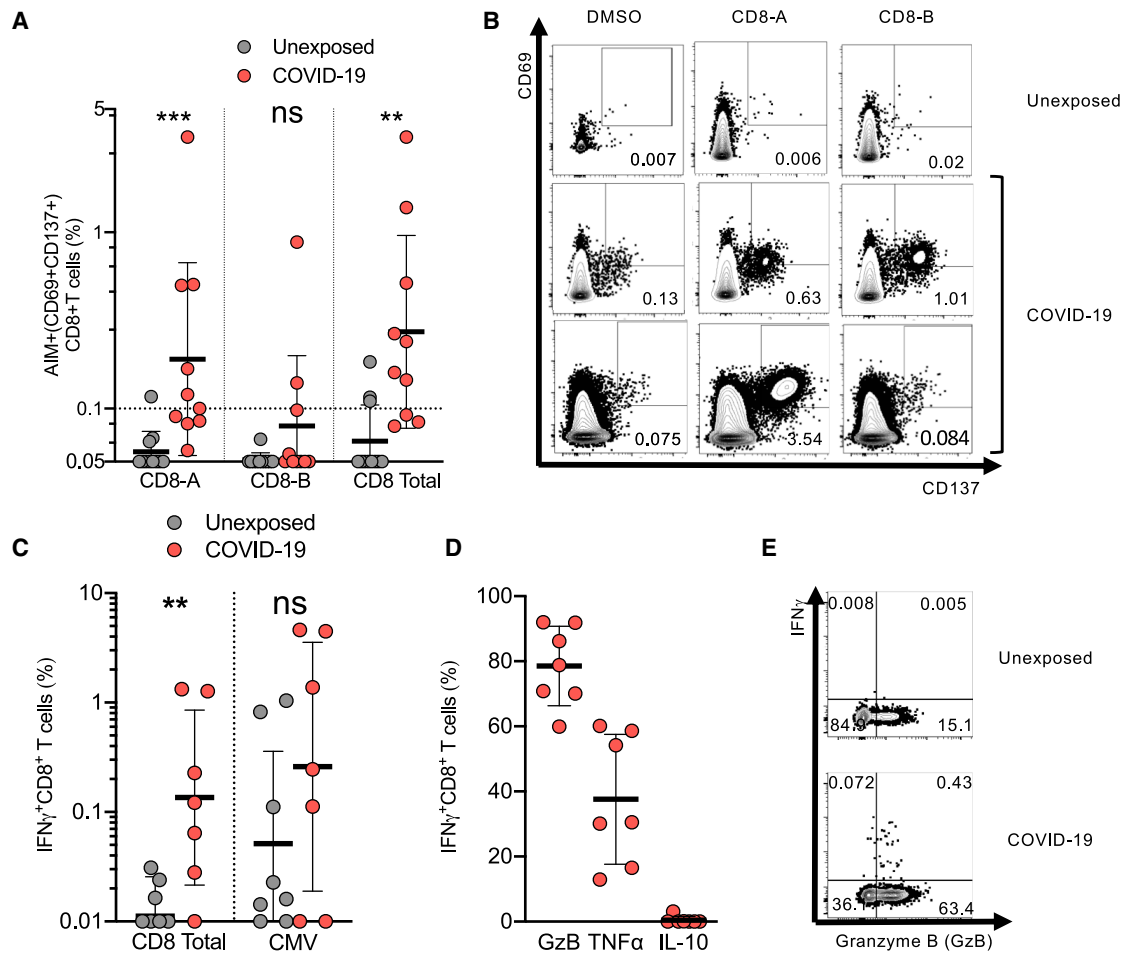 A
Unexposed
COVID-19
AIM+(CD69+CD137+)
CD8+T cells (%)
5
1
0.1
0.05
***
ns
**
CD8-A
CD8-B
CD8 Total
B
DMSO
CD8-A
CD8-B
CD69
0.007
0.006
0.02
Unexposed
0.13
0.63
1.01
COVID-19
0.075
3.54
0.084
CD137
C
Unexposed
COVID-19
IFNγ+CD8+ T cells (%)
10
1
0.1
0.01
**
ns
CD8 Total
CMV
D
IFNγ+CD8+ T cells (%)
100
80
60
40
20
0
GzB
TNFα
IL-10
E
IFNγ
0.008
0.005
84.9
15.1
Unexposed
0.072
0.43
36.1
63.4
COVID-19
Granzyme B (GzB)